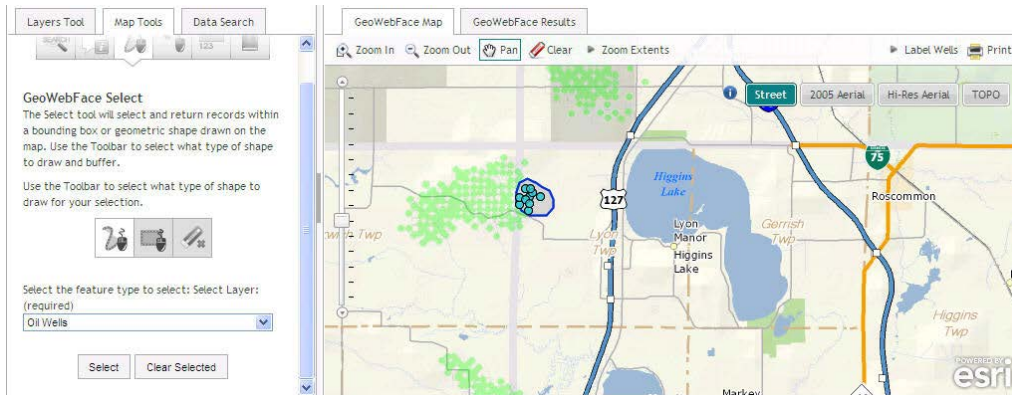 Layers Tool
Map Tools
Data Search
SEARCH
123
GeoWebFace Select
The Select tool will select and return records within
a bounding box or geometric shape drawn on the
map. Use the Toolbar to select what type of shape
to draw and buffer.
Use the Toolbar to select what type of shape to
draw for your selection.
Select the feature type to select: Select Layer:
(required)
Oil Wells
Select
Clear Selected
GeoWebFace Map
GeoWebFace Results
Zoom In
Zoom Out
Pan
Clear
Zoom Extents
Label Wells
Print
Street
2005 Aerial
Hi-Res Aerial
TOPO
75
Roscommon
127
Higgins
Lake
Lyon
Twp
Lyon
Manor
Higgins
Lake
Gerrish
Twp
Twp
Higgins
Twp
Markey
POWERED BY
esri